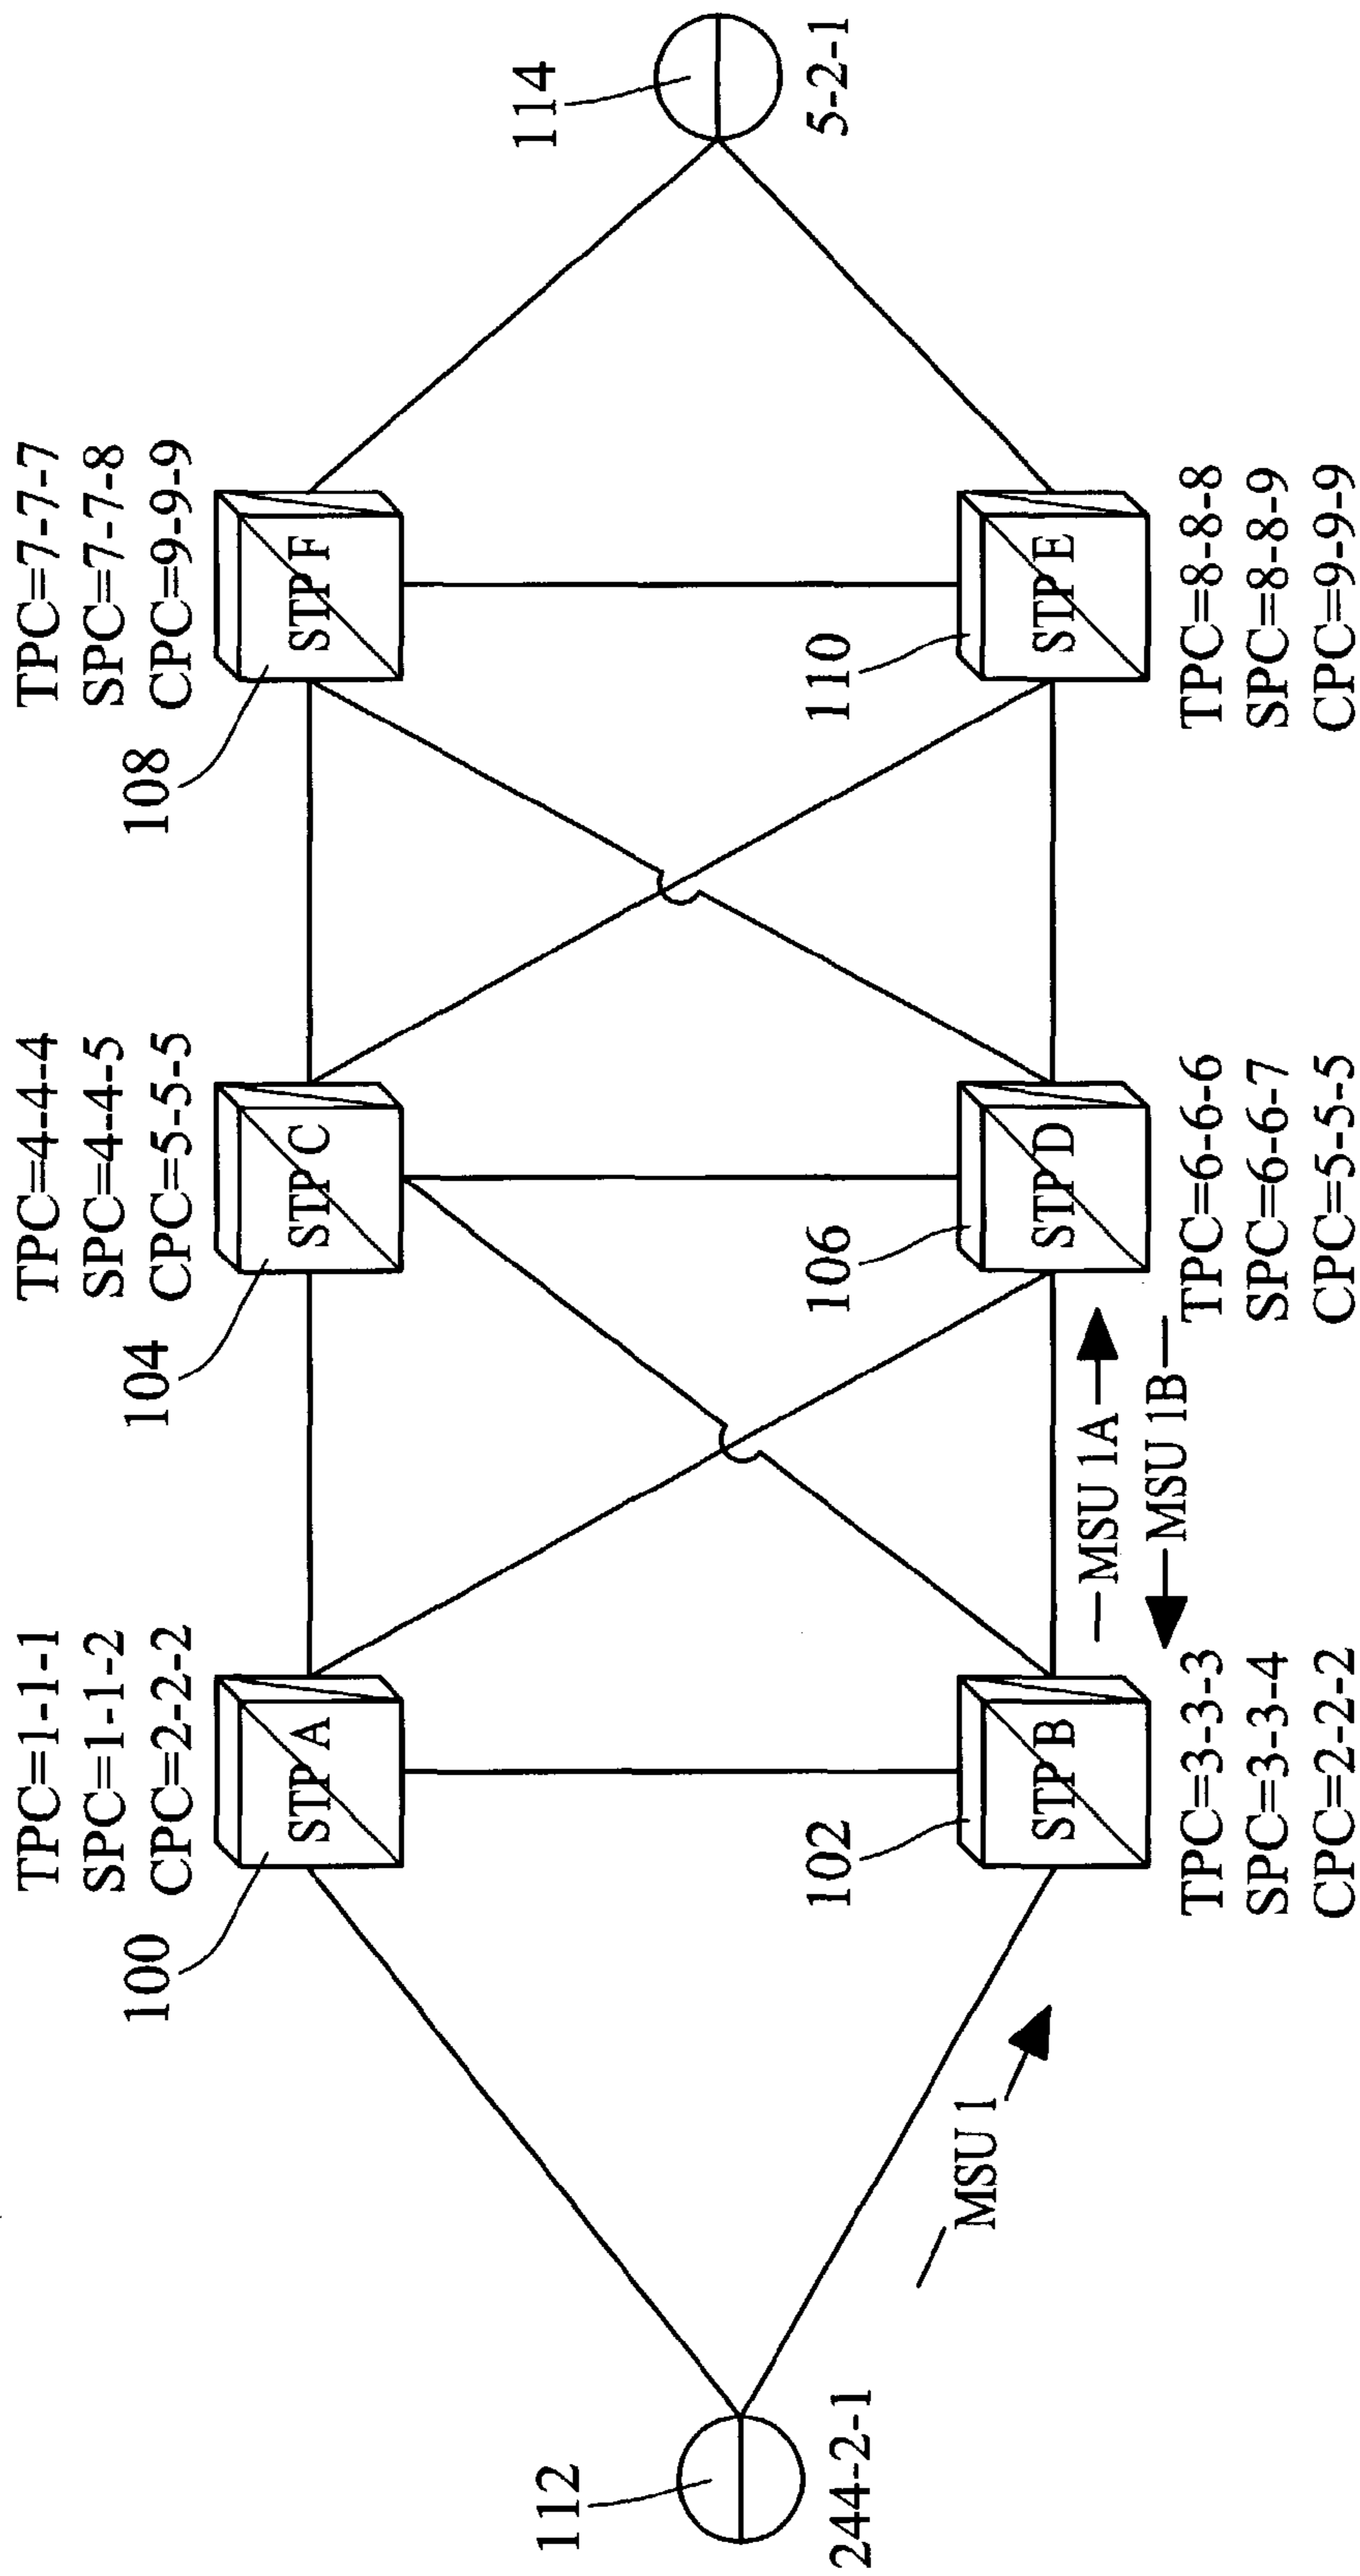 TPC=1-1-1
SPC=1-1-2
CPC=2-2-2
100
STP A
TPC=4-4-4
SPC=4-4-5
CPC=5-5-5
104
STP C
TPC=7-7-7
SPC=7-7-8
CPC=9-9-9
108
STP F
112
244-2-1
114
5-2-1
MSU 1
102
STP B
TPC=3-3-3
SPC=3-3-4
CPC=2-2-2
MSU 1A
MSU 1B
106
STP D
TPC=6-6-6
SPC=6-6-7
CPC=5-5-5
110
STP E
TPC=8-8-8
SPC=8-8-9
CPC=9-9-9